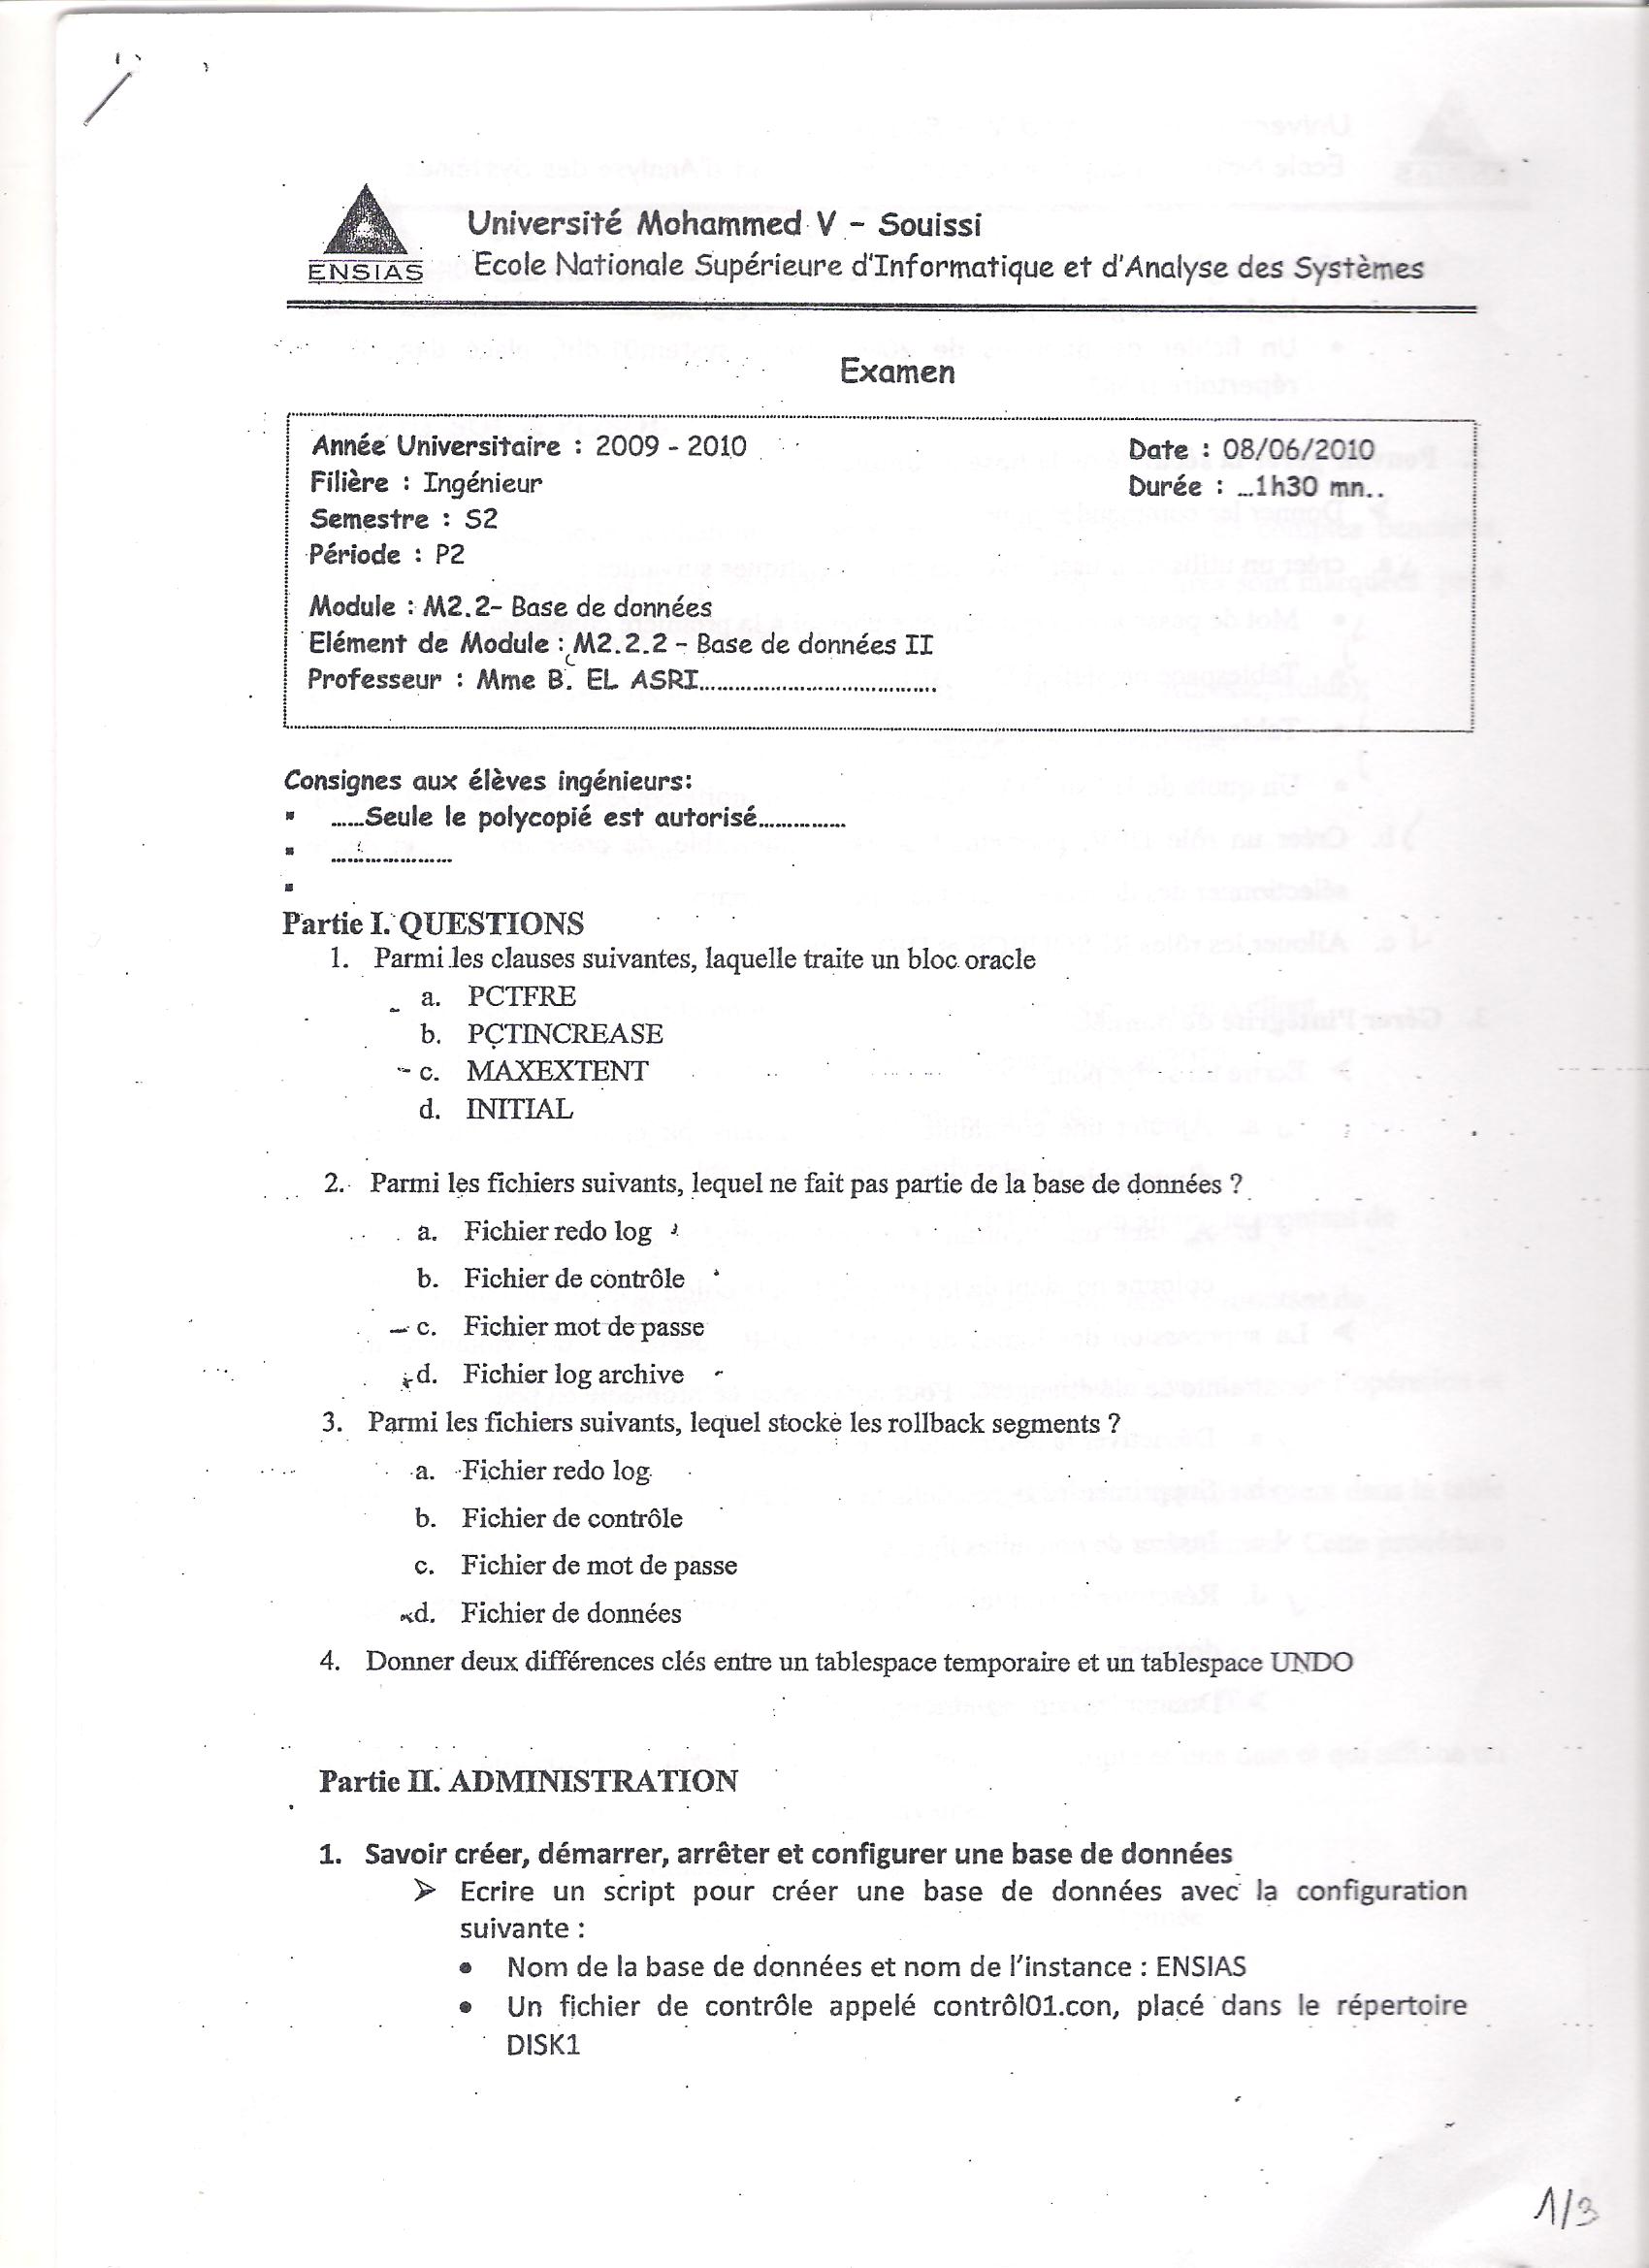 ENSIAS
Université Mohammed V - Souissi
Ecole Nationale Supérieure d'Informatique et d'Analyse des Systèmes
Examen
Année Universitaire : 2009 - 2010
Date : 08/06/2010
Filière : Ingénieur
Durée : ...1h30 mn..
Semestre : S2
Période : P2
Module : M2.2- Base de données
Elément de Module : M2.2.2 - Base de données II
Professeur : Mme B. EL ASRI...................................
Consignes aux élèves ingénieurs:
▪ ......Seule le polycopié est autorisé...............
▪ .....................
▪
Partie I. QUESTIONS
1. Parmi les clauses suivantes, laquelle traite un bloc oracle
a. PCTFRE
b. PCTINCREASE
c. MAXEXTENT
d. INITIAL
2. Parmi les fichiers suivants, lequel ne fait pas partie de la base de données ?
a. Fichier redo log
b. Fichier de contrôle
c. Fichier mot de passe
d. Fichier log archive
3. Parmi les fichiers suivants, lequel stocke les rollback segments ?
a. Fichier redo log
b. Fichier de contrôle
c. Fichier de mot de passe
d. Fichier de données
4. Donner deux différences clés entre un tablespace temporaire et un tablespace UNDO
Partie II. ADMINISTRATION
1. Savoir créer, démarrer, arrêter et configurer une base de données
➢ Ecrire un script pour créer une base de données avec la configuration
suivante :
• Nom de la base de données et nom de l'instance : ENSIAS
• Un fichier de contrôle appelé contrôl01.con, placé dans le répertoire
DISK1
1/3